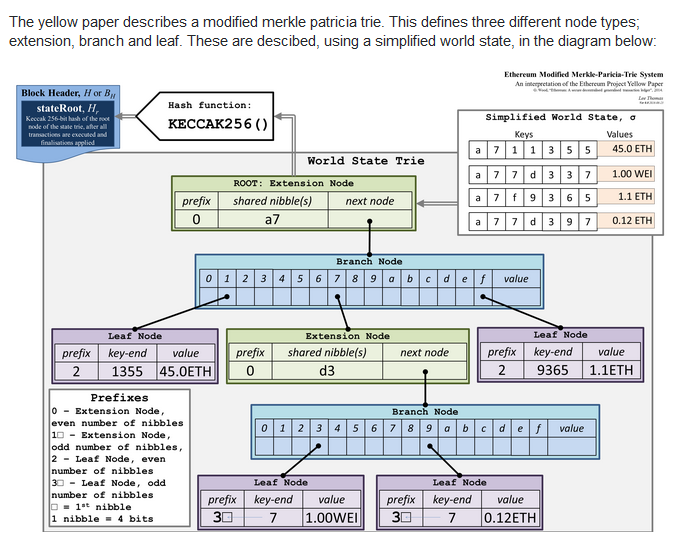 The yellow paper describes a modified merkle patricia trie. This defines three different node types;
extension, branch and leaf. These are descibed, using a simplified world state, in the diagram below:
Ethereum Modified Merkle-Paricia-Trie System
An interpretation of the Ethereum Project Yellow Paper
Lee Thomas
Block Header, H or B_H
stateRoot, H_r
Keccak 256-bit hash of the root
node of the state trie, after all
transactions are executed and
finalisations applied
Hash function:
KECCAK256()
Simplified World State, σ
Keys Values
a 7 1 1 3 5 5 45.0 ETH
a 7 7 d 3 3 7 1.00 WEI
a 7 f 9 3 6 5 1.1 ETH
a 7 7 d 3 9 7 0.12 ETH
World State Trie
ROOT: Extension Node
prefix shared nibble(s) next node
0 a7
Branch Node
0 1 2 3 4 5 6 7 8 9 a b c d e f value
Leaf Node
prefix key-end value
2 1355 45.0ETH
Extension Node
prefix shared nibble(s) next node
0 d3
Leaf Node
prefix key-end value
2 9365 1.1ETH
Prefixes
0 - Extension Node,
even number of nibbles
1□ - Extension Node,
odd number of nibbles,
2 - Leaf Node, even
number of nibbles
3□ - Leaf Node, odd
number of nibbles
□ = 1st nibble
1 nibble = 4 bits
Branch Node
0 1 2 3 4 5 6 7 8 9 a b c d e f value
Leaf Node
prefix key-end value
3□ 7 1.00WEI
Leaf Node
prefix key-end value
3□ 7 0.12ETH